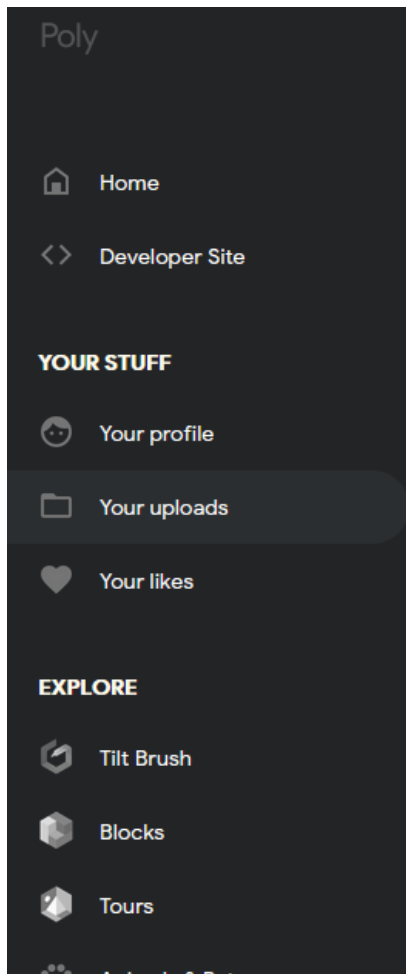 Poly
Home
Developer Site
YOUR STUFF
Your profile
Your uploads
Your likes
EXPLORE
Tilt Brush
Blocks
Tours